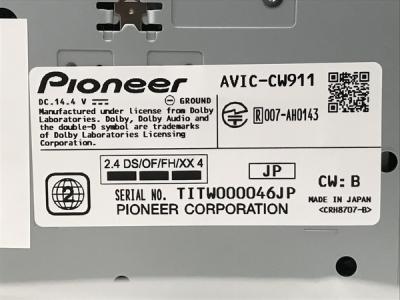 Pioneer
AVIC-CW911
DC.14.4 V
GROUND
Manufactured under license from Dolby
Laboratories. Dolby, Dolby Audio and
the double-D symbol are trademarks
of Dolby Laboratories Licensing
Corporation.
R 007-AH0143
2.4 DS/OF/FH/XX 4
JP
2
CW: B
SERIAL NO. TITW000046JP
PIONEER CORPORATION
MADE IN JAPAN
<CRH8707-B>